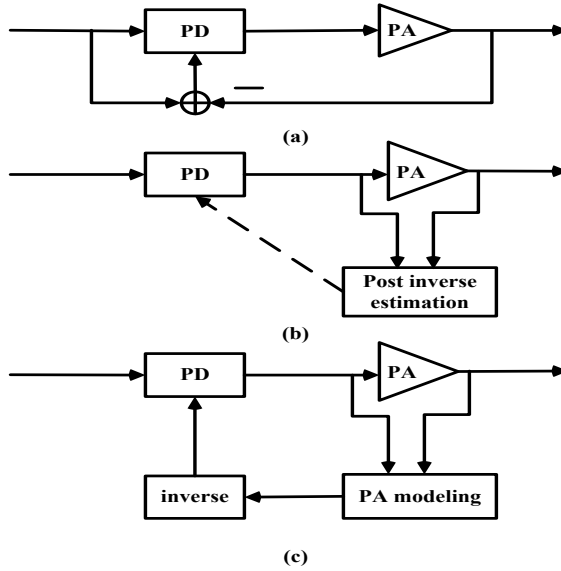 PD
PA
(a)
PD
PA
Post inverse
estimation
(b)
PD
PA
inverse
PA modeling
(c)